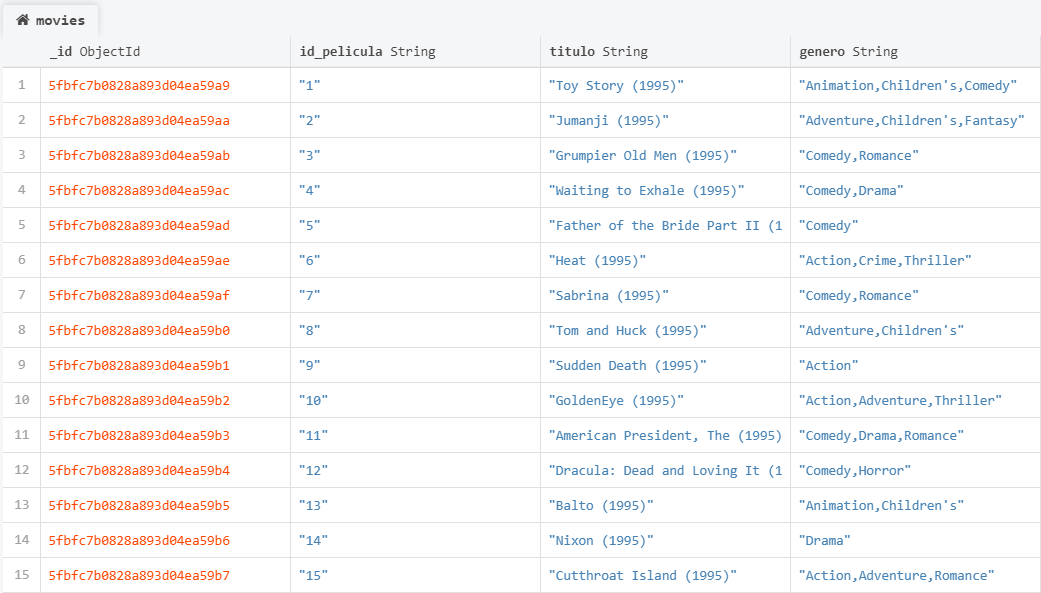 movies
_id ObjectId id_pelicula String titulo String genero String
1 5fbfc7b0828a893d04ea59a9 "1" "Toy Story (1995)" "Animation,Children's,Comedy"
2 5fbfc7b0828a893d04ea59aa "2" "Jumanji (1995)" "Adventure,Children's,Fantasy"
3 5fbfc7b0828a893d04ea59ab "3" "Grumpier Old Men (1995)" "Comedy,Romance"
4 5fbfc7b0828a893d04ea59ac "4" "Waiting to Exhale (1995)" "Comedy,Drama"
5 5fbfc7b0828a893d04ea59ad "5" "Father of the Bride Part II (1 "Comedy"
6 5fbfc7b0828a893d04ea59ae "6" "Heat (1995)" "Action,Crime,Thriller"
7 5fbfc7b0828a893d04ea59af "7" "Sabrina (1995)" "Comedy,Romance"
8 5fbfc7b0828a893d04ea59b0 "8" "Tom and Huck (1995)" "Adventure,Children's"
9 5fbfc7b0828a893d04ea59b1 "9" "Sudden Death (1995)" "Action"
10 5fbfc7b0828a893d04ea59b2 "10" "GoldenEye (1995)" "Action,Adventure,Thriller"
11 5fbfc7b0828a893d04ea59b3 "11" "American President, The (1995) "Comedy,Drama,Romance"
12 5fbfc7b0828a893d04ea59b4 "12" "Dracula: Dead and Loving It (1 "Comedy,Horror"
13 5fbfc7b0828a893d04ea59b5 "13" "Balto (1995)" "Animation,Children's"
14 5fbfc7b0828a893d04ea59b6 "14" "Nixon (1995)" "Drama"
15 5fbfc7b0828a893d04ea59b7 "15" "Cutthroat Island (1995)" "Action,Adventure,Romance"